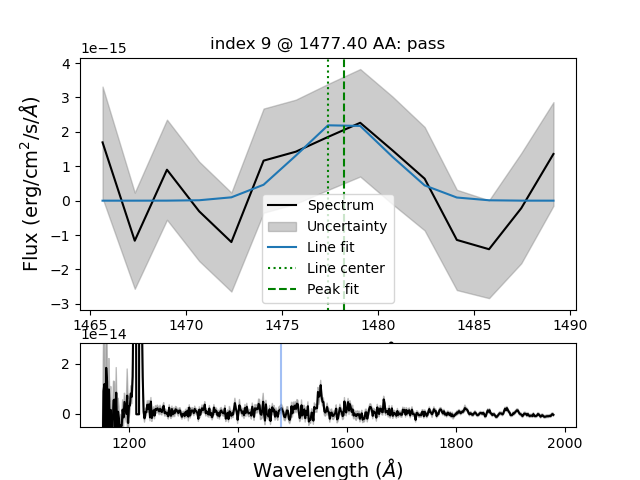 index 9 @ 1477.40 AA: pass
1e−15
4
3
2
1
0
−1
−2
−3
Flux (erg/cm²/s/Å)
Spectrum
Uncertainty
Line fit
Line center
Peak fit
1465 1470 1475 1480 1485 1490
1e−14
2
0
1200 1400 1600 1800 2000
Wavelength (Å)